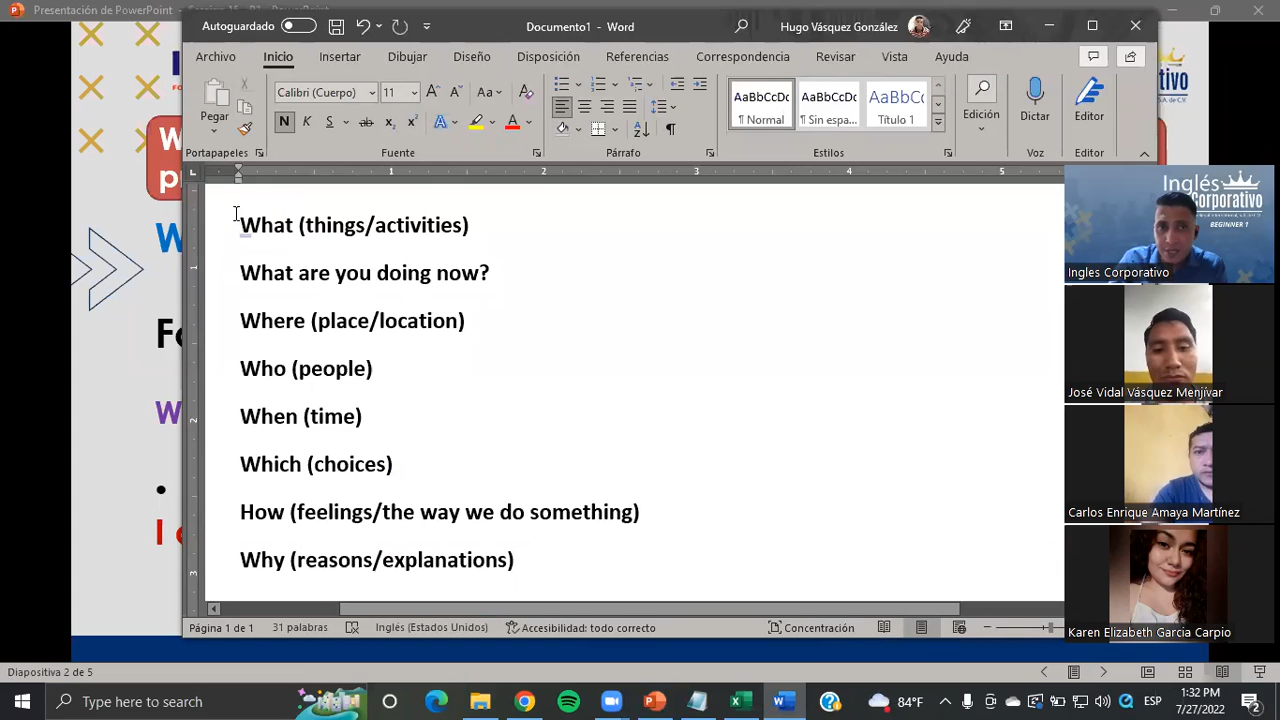 Presentación de PowerPoint
Autoguardado
Documento1 - Word
Hugo Vásquez González
Archivo Inicio Insertar Dibujar Diseño Disposición Referencias Correspondencia Revisar Vista Ayuda
Calibri (Cuerpo) 11
Pegar
N K S
AaBbCcDc AaBbCcDc AaBbCc
¶ Normal ¶ Sin espa... Título 1
Edición Dictar Editor
Portapapeles Fuente Párrafo Estilos Voz Editor
1 2 3 4 5
What (things/activities)
What are you doing now?
Where (place/location)
Who (people)
When (time)
Which (choices)
How (feelings/the way we do something)
Why (reasons/explanations)
Inglés
Corporativo
BEGINNER 1
Ingles Corporativo
José Vidal Vásquez Menjívar
Carlos Enrique Amaya Martínez
Karen Elizabeth García Carpio
Página 1 de 1 31 palabras Inglés (Estados Unidos) Accesibilidad: todo correcto Concentración
Diapositiva 2 de 5
Type here to search
84°F ESP 1:32 PM
7/27/2022